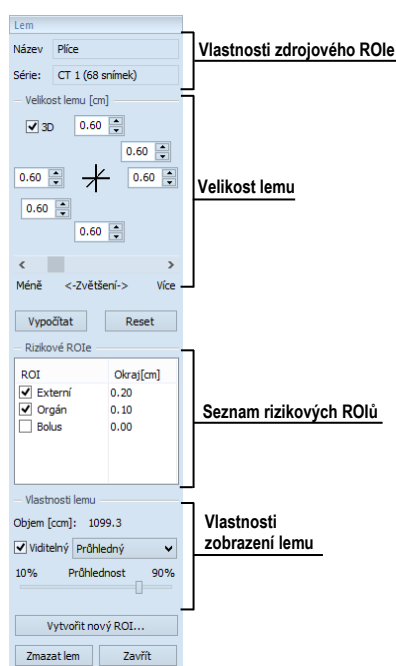 Lem
Název Plíce
Vlastnosti zdrojového ROIe
Série: CT 1 (68 snímek)
Velikost lemu [cm]
3D 0.60
0.60
0.60 0.60
Velikost lemu
0.60
0.60
Méně <-Zvětšení-> Více
Vypočítat Reset
Rizikové ROIe
ROI Okraj[cm]
Externí 0.20
Orgán 0.10
Seznam rizikových ROIů
Bolus 0.00
Vlastnosti lemu
Objem [ccm]: 1099.3
Vlastnosti
zobrazení lemu
Viditelný Průhledný
10% Průhlednost 90%
Vytvořit nový ROI...
Zmazat lem Zavřít